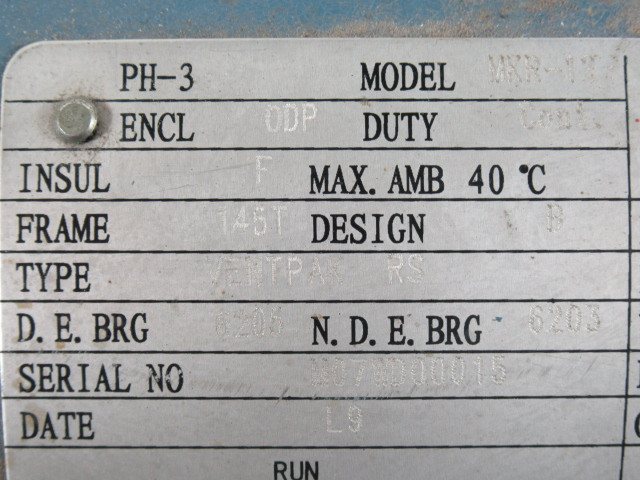 PH-3 MODEL
ENCL ODP DUTY Cont.
INSUL F MAX. AMB 40 °C
FRAME 145T DESIGN B
TYPE RS
D. E. BRG N. D. E. BRG 6203
SERIAL NO
DATE L9
RUN